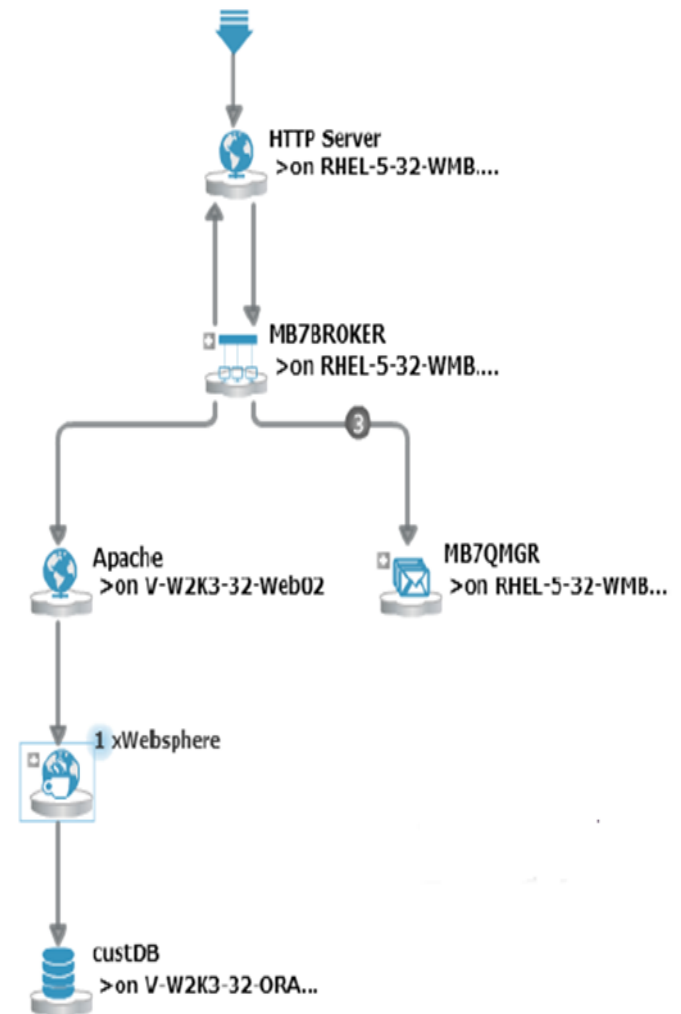 HTTP Server
>on RHEL-5-32-WMB....
MB7BROKER
>on RHEL-5-32-WMB....
3
Apache
>on V-W2K3-32-Web02
MB7QMGR
>on RHEL-5-32-WMB...
1 xWebsphere
custDB
>on V-W2K3-32-ORA...